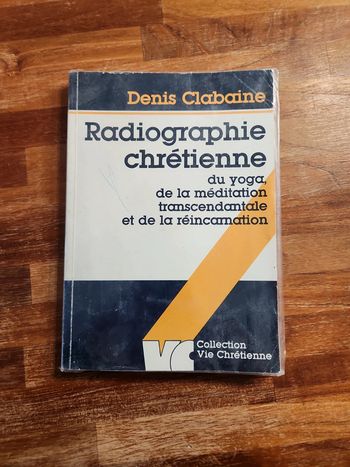 Denis Clabaine
Radiographie
chrétienne
du yoga,
de la méditation
transcendantale
et de la réincarnation
VC
Collection
Vie Chrétienne